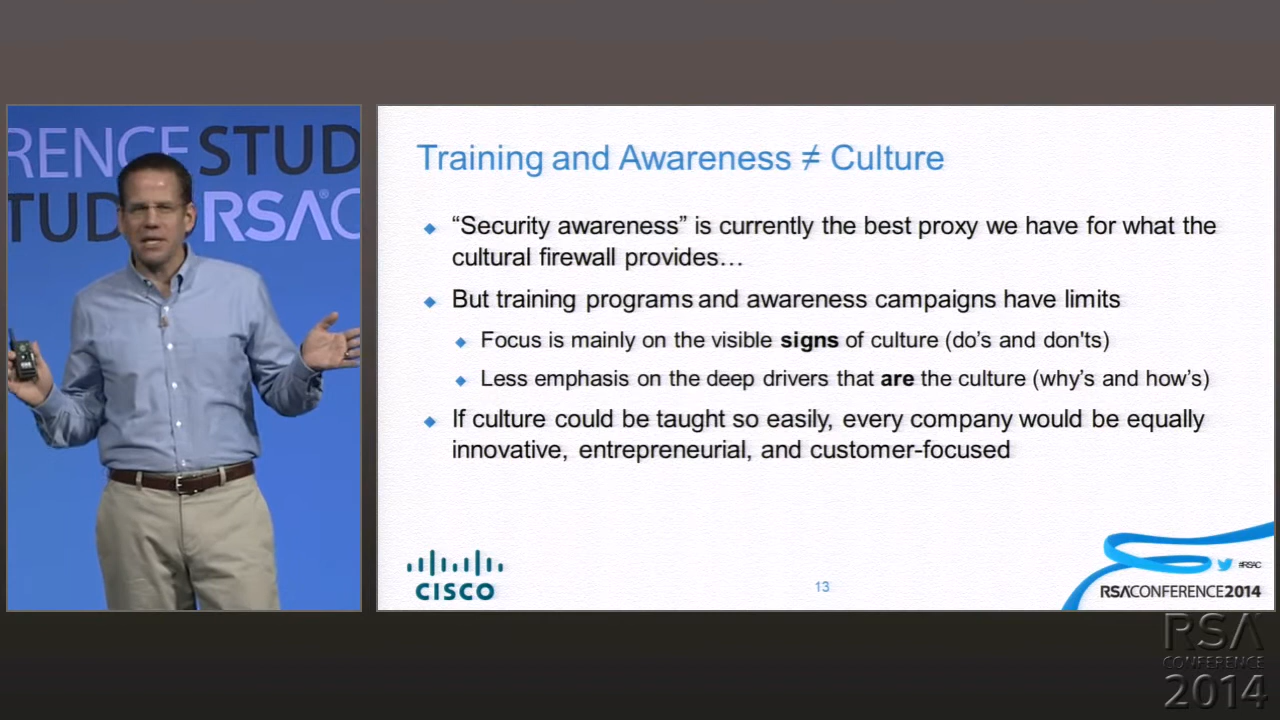 RENCE STUD
TUD RSAC
Training and Awareness ≠ Culture
“Security awareness” is currently the best proxy we have for what the
cultural firewall provides…
But training programs and awareness campaigns have limits
Focus is mainly on the visible signs of culture (do’s and don'ts)
Less emphasis on the deep drivers that are the culture (why’s and how’s)
If culture could be taught so easily, every company would be equally
innovative, entrepreneurial, and customer-focused
CISCO
13
#RSAC
RSACONFERENCE2014
RSA
CONFERENCE
2014